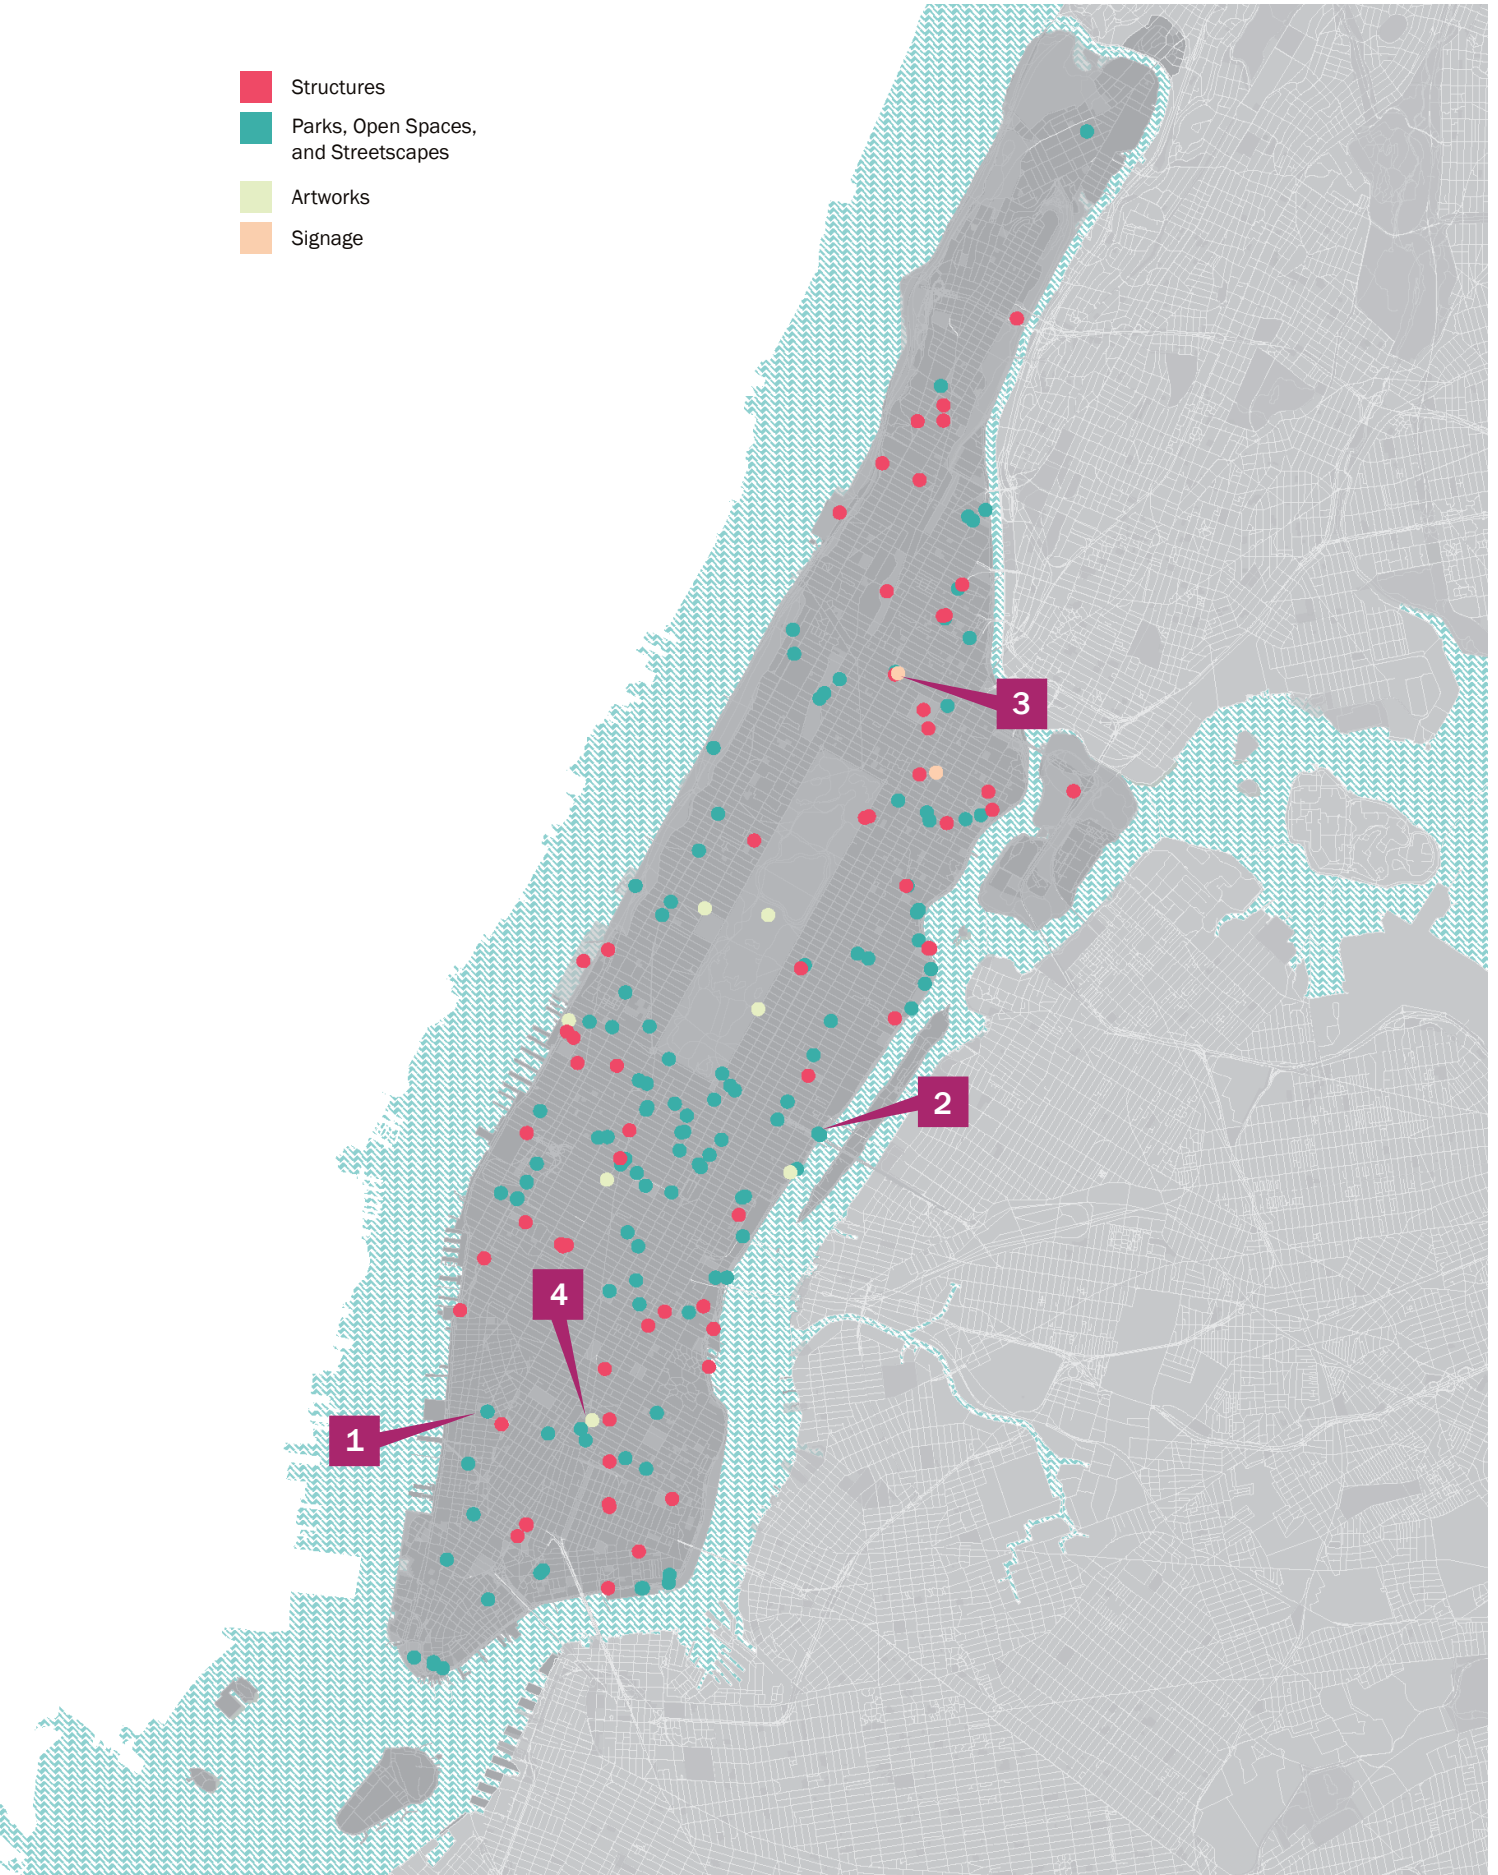 Structures
Parks, Open Spaces,
and Streetscapes
Artworks
Signage
3
2
4
1